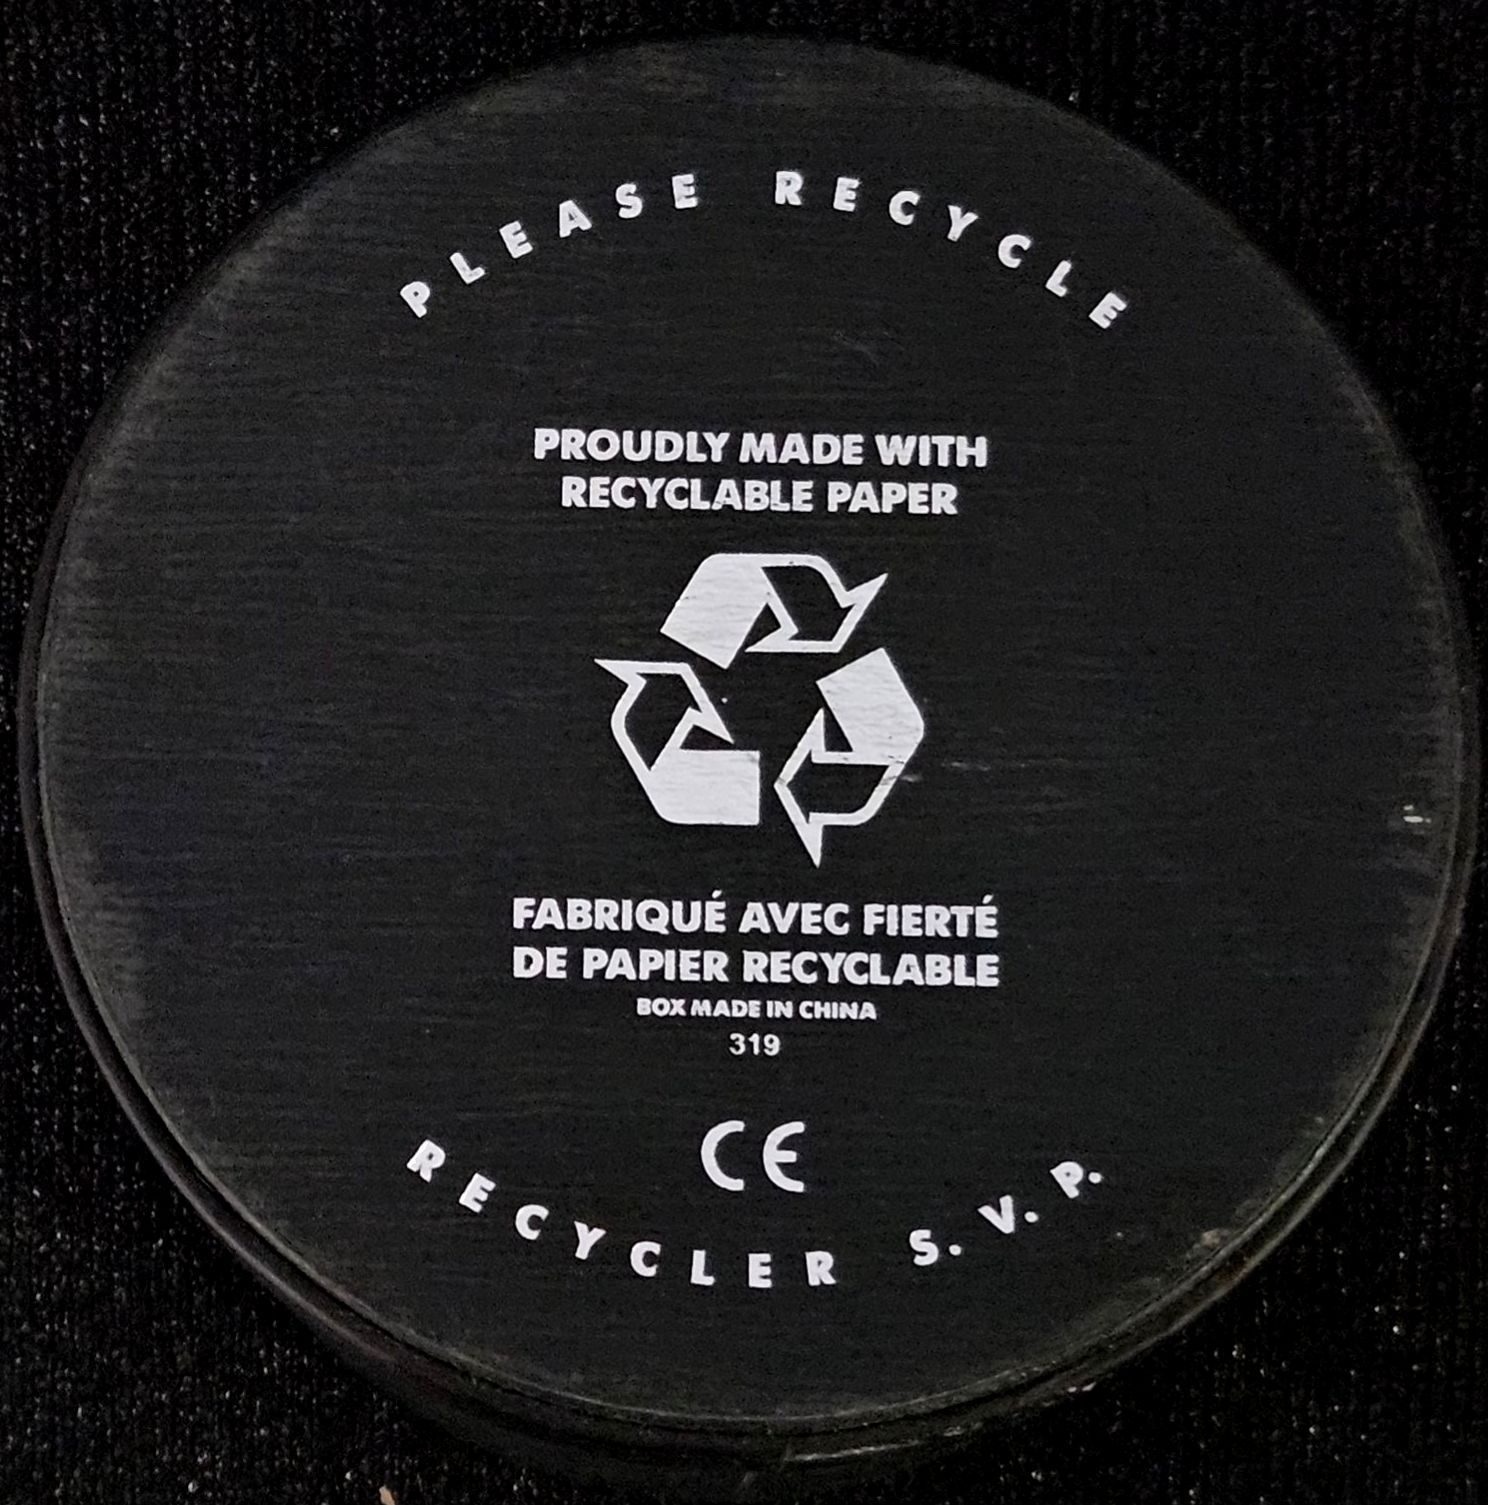 PLEASE RECYCLE
PROUDLY MADE WITH
RECYCLABLE PAPER
FABRIQUÉ AVEC FIERTÉ
DE PAPIER RECYCLABLE
BOX MADE IN CHINA
319
CE
RECYCLER S.V.P.